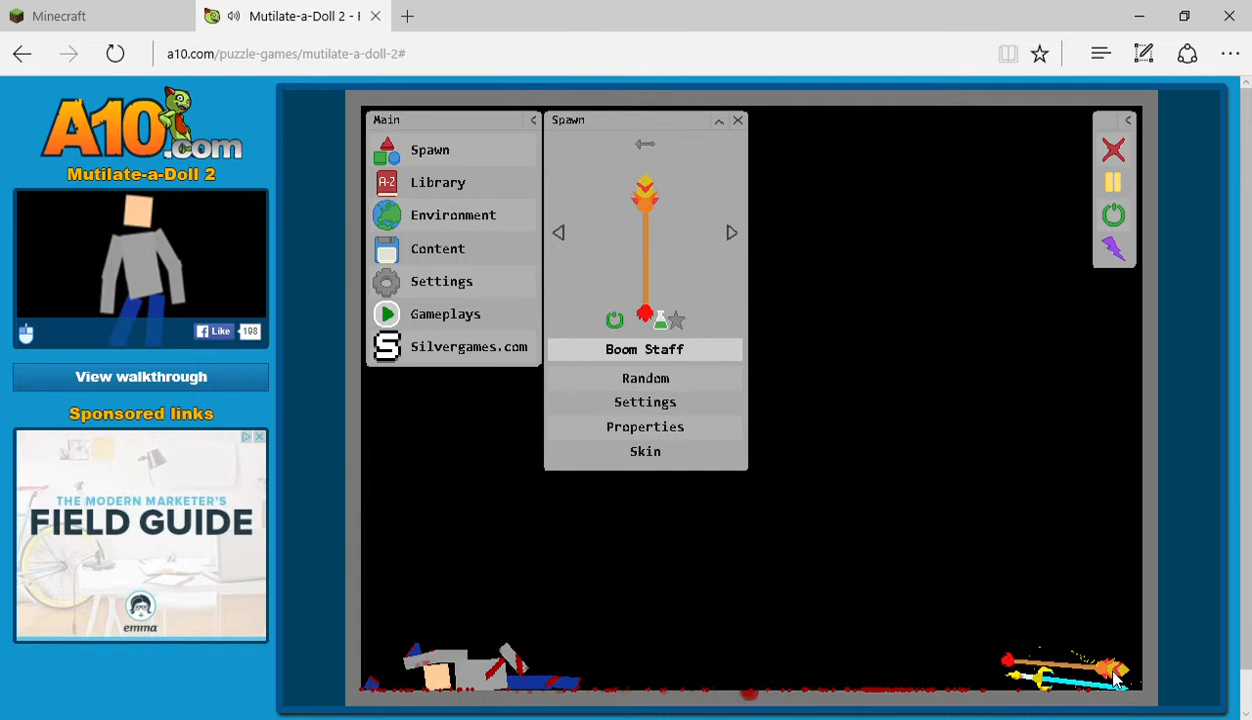 Minecraft
Mutilate-a-Doll 2 - F
a10.com/puzzle-games/mutilate-a-doll-2#
A10.com
Mutilate-a-Doll 2
Like 198
View walkthrough
Sponsored links
THE MODERN MARKETER'S
FIELD GUIDE
emma
Main
Spawn
A-Z Library
Environment
Content
Settings
Gameplays
S Silvergames.com
Spawn
Boom Staff
Random
Settings
Properties
Skin